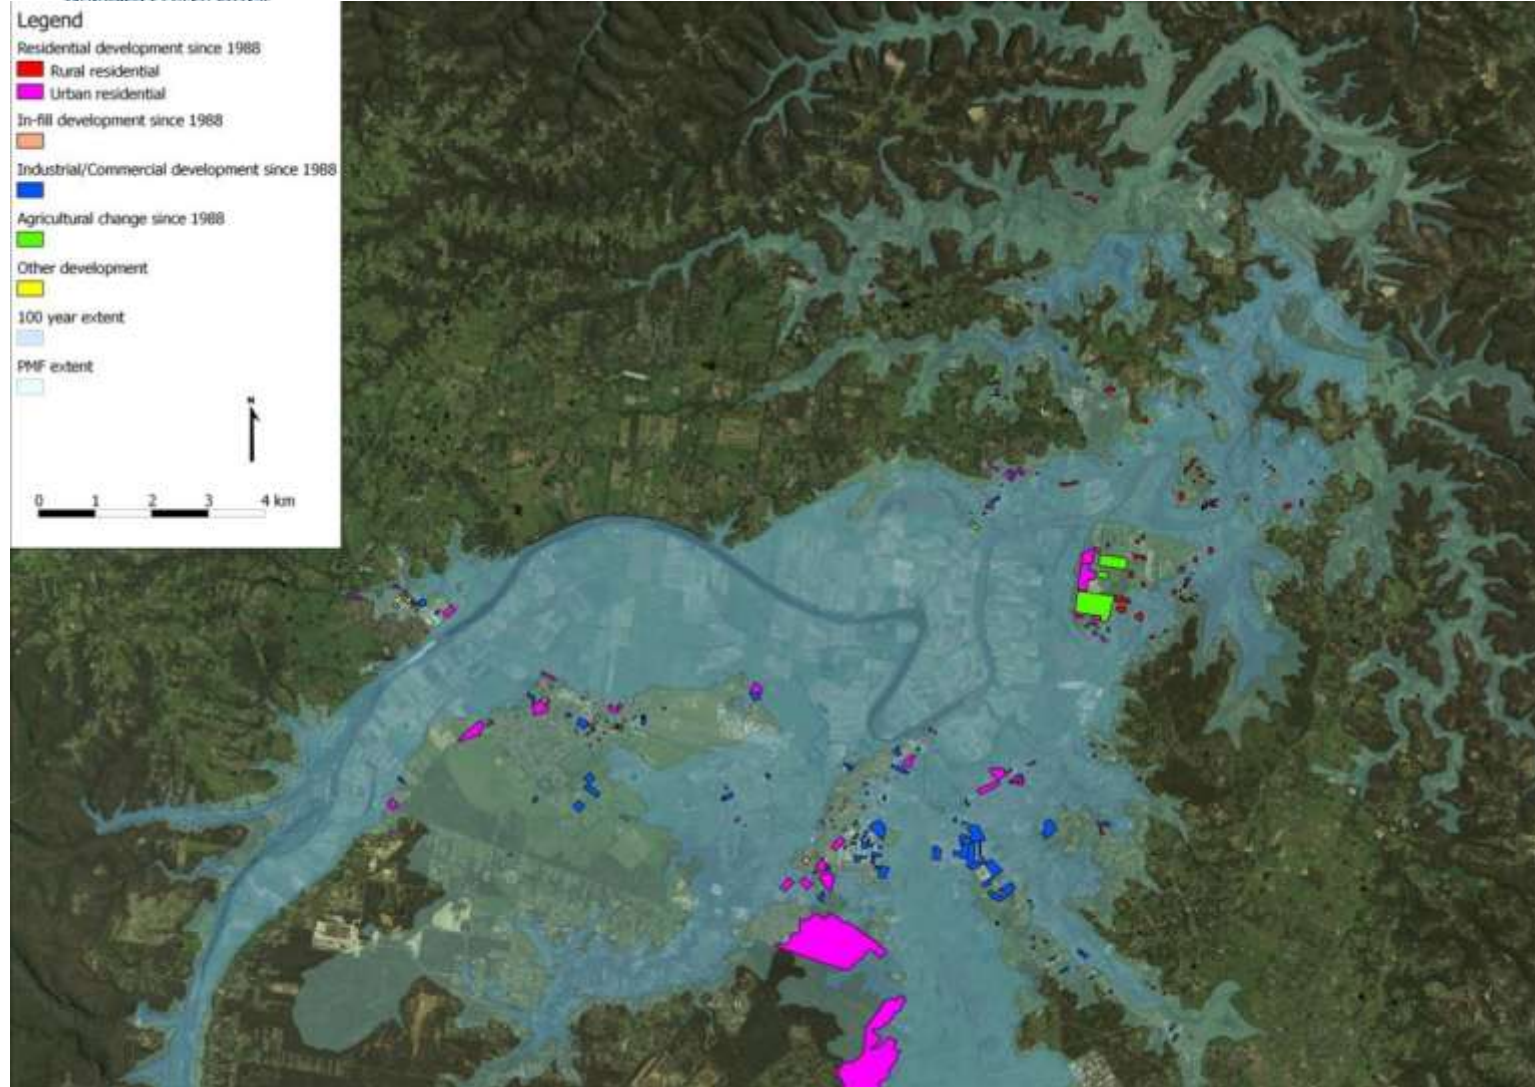 Legend
Residential development since 1988
Rural residential
Urban residential
In-fill development since 1988
Industrial/Commercial development since 1988
Agricultural change since 1988
Other development
100 year extent
PMF extent
N
0 1 2 3 4 km